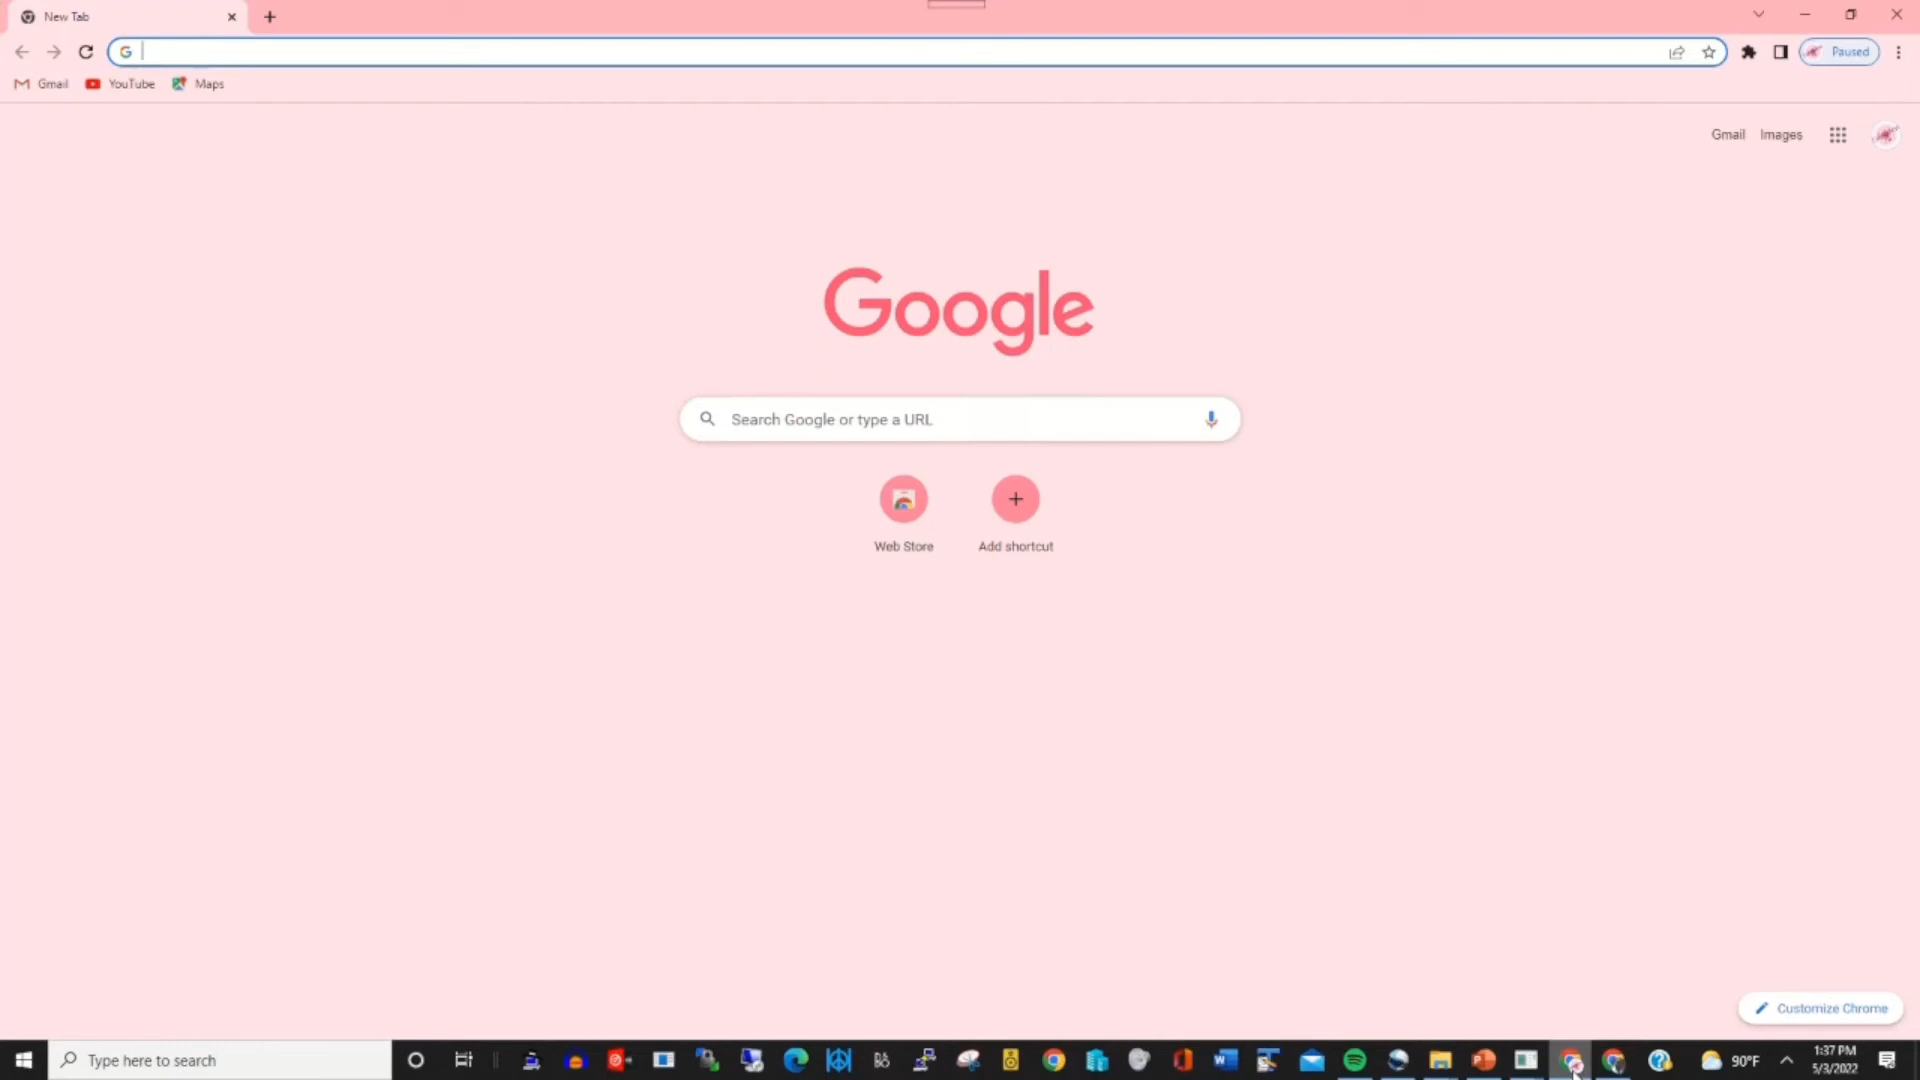 New Tab
Paused
Gmail YouTube Maps
Gmail Images
Google
Search Google or type a URL
Web Store Add shortcut
Customize Chrome
Type here to search
90°F
1:37 PM
5/3/2022